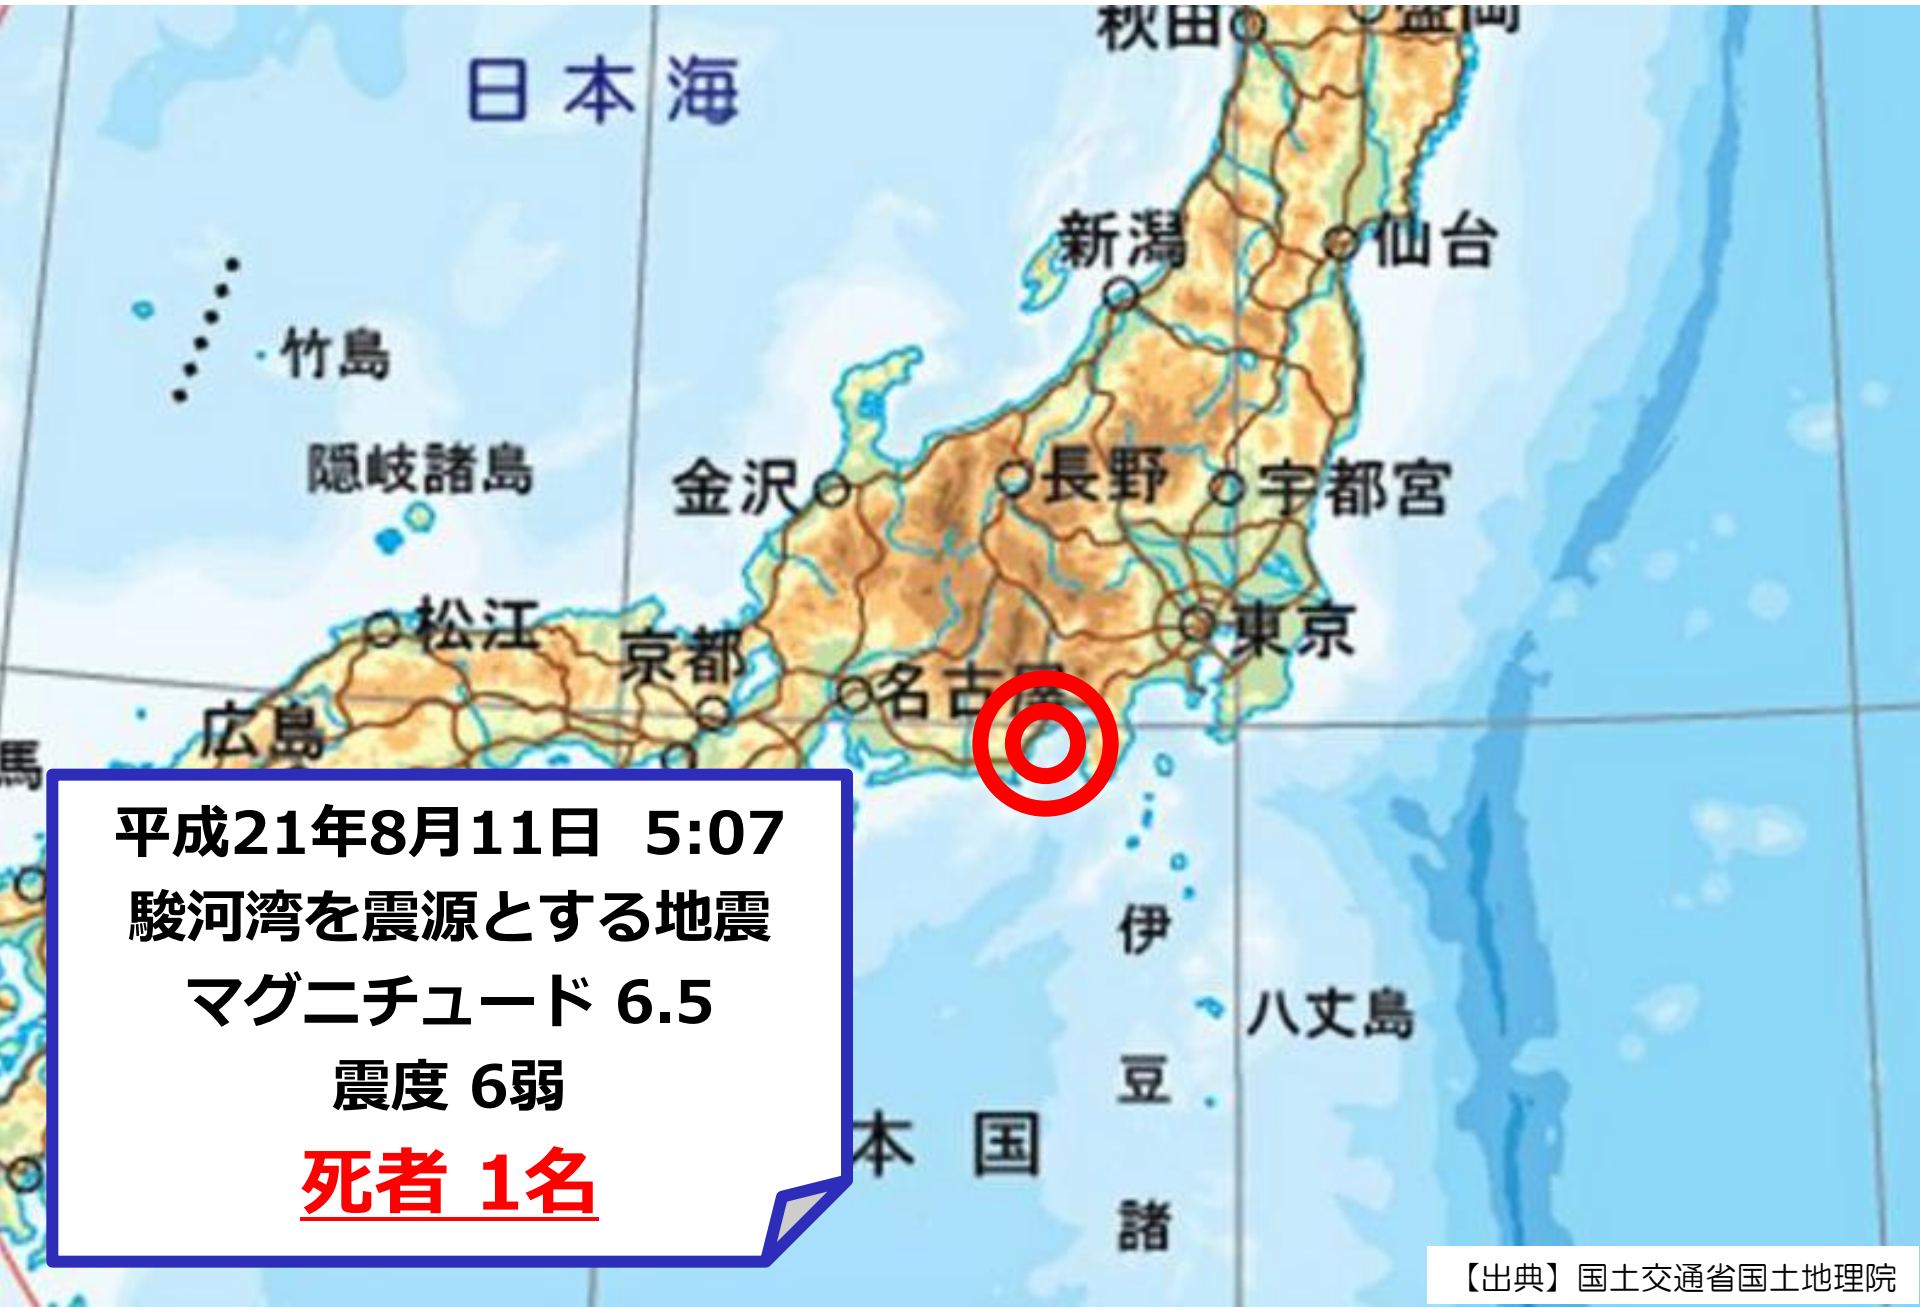 秋田
盛岡
日本海
新潟
仙台
竹島
隠岐諸島
金沢
長野
宇都宮
松江
京都
東京
名古屋
広島
馬
平成21年8月11日 5:07
駿河湾を震源とする地震
マグニチュード 6.5
震度 6弱
死者 1名
伊
豆
諸
八丈島
本国
【出典】国土交通省国土地理院